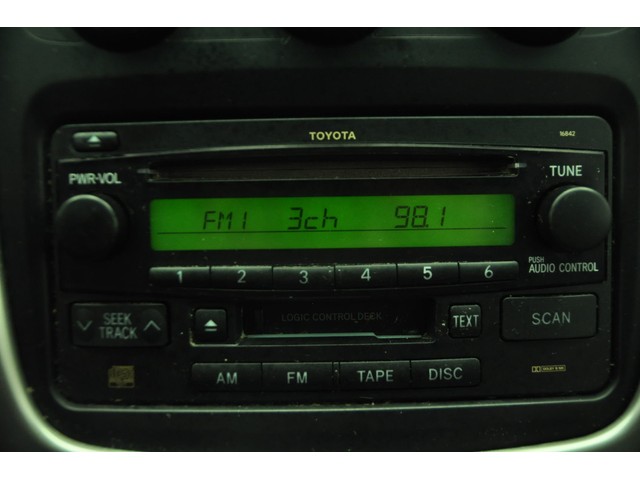 TOYOTA
16842
PWR-VOL
TUNE
FM1 3ch 98.1
1 2 3 4 5 6
PUSH
AUDIO CONTROL
SEEK
TRACK
LOGIC CONTROL DECK
TEXT
SCAN
AM FM TAPE DISC